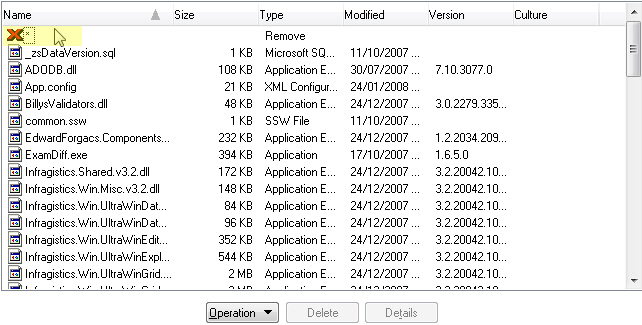 Name Size Type Modified Version Culture
* Remove
_zsDataVersion.sql 1 KB Microsoft SQ... 11/10/2007 ...
ADODB.dll 108 KB Application E... 30/07/2007 ... 7.10.3077.0
App.config 21 KB XML Configur... 24/01/2008 ...
BillysValidators.dll 48 KB Application E... 24/12/2007 ... 3.0.2279.335...
common.ssw 1 KB SSW File 11/10/2007 ...
EdwardForgacs.Components... 232 KB Application E... 24/12/2007 ... 1.2.2034.209...
ExamDiff.exe 394 KB Application 17/10/2007 ... 1.6.5.0
Infragistics.Shared.v3.2.dll 172 KB Application E... 24/12/2007 ... 3.2.20042.10...
Infragistics.Win.Misc.v3.2.dll 148 KB Application E... 24/12/2007 ... 3.2.20042.10...
Infragistics.Win.UltraWinDat... 84 KB Application E... 24/12/2007 ... 3.2.20042.10...
Infragistics.Win.UltraWinDat... 96 KB Application E... 24/12/2007 ... 3.2.20042.10...
Infragistics.Win.UltraWinEdit... 352 KB Application E... 24/12/2007 ... 3.2.20042.10...
Infragistics.Win.UltraWinExpl... 544 KB Application E... 24/12/2007 ... 3.2.20042.10...
Infragistics.Win.UltraWinGrid.... 2 MB Application E... 24/12/2007 ... 3.2.20042.10...
Operation Delete Details